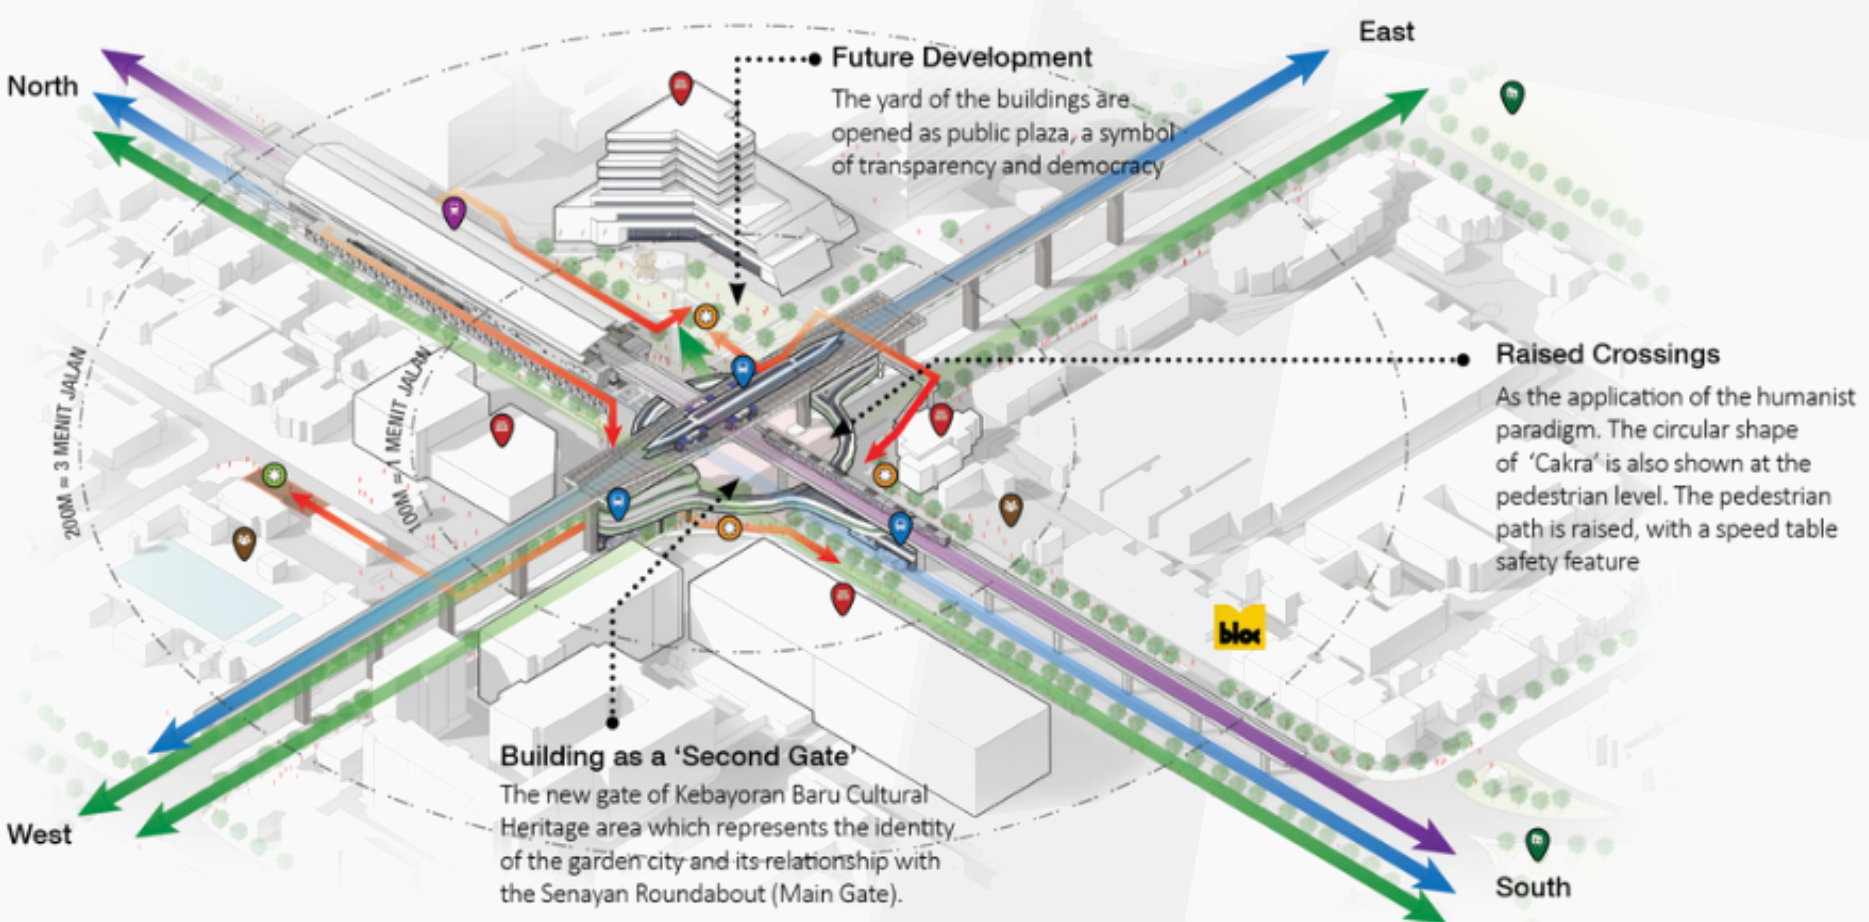 East
North
Future Development
The yard of the buildings are
opened as public plaza, a symbol
of transparency and democracy
Raised Crossings
As the application of the humanist
paradigm. The circular shape
of ‘Cakra’ is also shown at the
pedestrian level. The pedestrian
path is raised, with a speed table
safety feature
200M = 3 MENIT JALAN
100M = 1 MENIT JALAN
bloc
Building as a ‘Second Gate’
The new gate of Kebayoran Baru Cultural
Heritage area which represents the identity
of the garden city and its relationship with
the Senayan Roundabout (Main Gate).
West
South